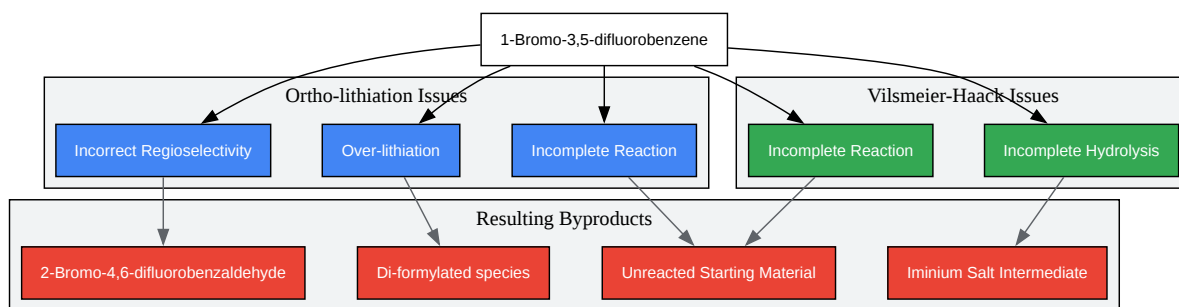 1-Bromo-3,5-difluorobenzene
Ortho-lithiation Issues
Vilsmeier-Haack Issues
Incorrect Regioselectivity
Over-lithiation
Incomplete Reaction
Incomplete Reaction
Incomplete Hydrolysis
Resulting Byproducts
2-Bromo-4,6-difluorobenzaldehyde
Di-formylated species
Unreacted Starting Material
Iminium Salt Intermediate